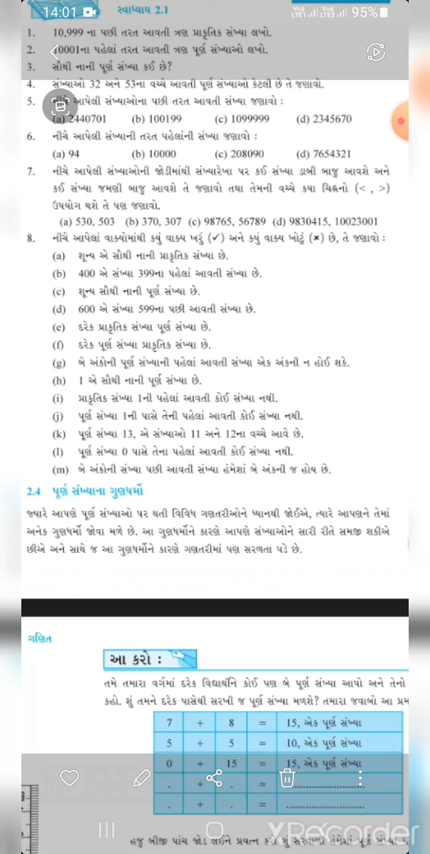 14:01
95%
સ્વાધ્યાય 2.1
1. 10,999 ના પછી તરત આવતી ત્રણ પ્રાકૃતિક સંખ્યા લખો.
2. 10001ના પહેલાં તરત આવતી ત્રણ પૂર્ણ સંખ્યાઓ લખો.
3. સૌથી નાની પૂર્ણ સંખ્યા કઈ છે?
4. સંખ્યાઓ 32 અને 53ના વચ્ચે આવતી પૂર્ણ સંખ્યાઓ કેટલી છે તે જણાવો.
5. નીચે આપેલી સંખ્યાઓના પછી તરત આવતી સંખ્યા જણાવો :
(a) 2440701 (b) 100199 (c) 1099999 (d) 2345670
6. નીચે આપેલી સંખ્યાની તરત પહેલાંની સંખ્યા જણાવો :
(a) 94 (b) 10000 (c) 208090 (d) 7654321
7. નીચે આપેલી સંખ્યાઓની જોડીમાંથી સંખ્યારેખા પર કઈ સંખ્યા ડાબી બાજુ આવશે અને
કઈ સંખ્યા જમણી બાજુ આવશે તે જણાવો તથા તેમની વચ્ચે કયા ચિહ્નનો (< , >)
ઉપયોગ થશે તે પણ જણાવો.
(a) 530, 503 (b) 370, 307 (c) 98765, 56789 (d) 9830415, 10023001
8. નીચે આપેલાં વાક્યોમાંથી કયું વાક્ય ખરું (✓) અને કયું વાક્ય ખોટું (×) છે, તે જણાવો :
(a) શૂન્ય એ સૌથી નાની પ્રાકૃતિક સંખ્યા છે.
(b) 400 એ સંખ્યા 399ના પહેલાં આવતી સંખ્યા છે.
(c) શૂન્ય સૌથી નાની પૂર્ણ સંખ્યા છે.
(d) 600 એ સંખ્યા 599ના પછી આવતી સંખ્યા છે.
(e) દરેક પ્રાકૃતિક સંખ્યા પૂર્ણ સંખ્યા છે.
(f) દરેક પૂર્ણ સંખ્યા પ્રાકૃતિક સંખ્યા છે.
(g) બે અંકોની પૂર્ણ સંખ્યાની પહેલાં આવતી સંખ્યા એક અંકની ન હોઈ શકે.
(h) 1 એ સૌથી નાની પૂર્ણ સંખ્યા છે.
(i) પ્રાકૃતિક સંખ્યા 1ની પહેલાં આવતી કોઈ સંખ્યા નથી.
(j) પૂર્ણ સંખ્યા 1ની પાસે તેની પહેલાં આવતી કોઈ સંખ્યા નથી.
(k) પૂર્ણ સંખ્યા 13, એ સંખ્યાઓ 11 અને 12ના વચ્ચે આવે છે.
(l) પૂર્ણ સંખ્યા 0 પાસે તેના પહેલાં આવતી કોઈ સંખ્યા નથી.
(m) બે અંકોની સંખ્યા પછી આવતી સંખ્યા હંમેશાં બે અંકની જ હોય છે.
2.4 પૂર્ણ સંખ્યાના ગુણધર્મો
જ્યારે આપણે પૂર્ણ સંખ્યાઓ પર થતી વિવિધ ગણતરીઓને ધ્યાનથી જોઈએ, ત્યારે આપણને તેમાં
અનેક ગુણધર્મો જોવા મળે છે. આ ગુણધર્મોને કારણે આપણે સંખ્યાઓને સારી રીતે સમજી શકીએ
છીએ અને સાથે જ આ ગુણધર્મોને કારણે ગણતરીમાં પણ સરળતા પડે છે.
ગણિત
આ કરો :
તમે તમારા વર્ગમાં દરેક વિદ્યાર્થીને કોઈ પણ બે પૂર્ણ સંખ્યા આપો અને તેનો
કહો. શું તમને દરેક પાસેથી સરખી જ પૂર્ણ સંખ્યા મળશે? તમારા જવાબો આ પ્રમ
7 + 8 = 15, એક પૂર્ણ સંખ્યા
5 + 5 = 10, એક પૂર્ણ સંખ્યા
0 + 15 = 15, એક પૂર્ણ સંખ્યા
. + . = ....................
. + . = ....................
હજુ બીજી પાંચ જોડ લઈને પ્રયત્ન કરો
XRecorder